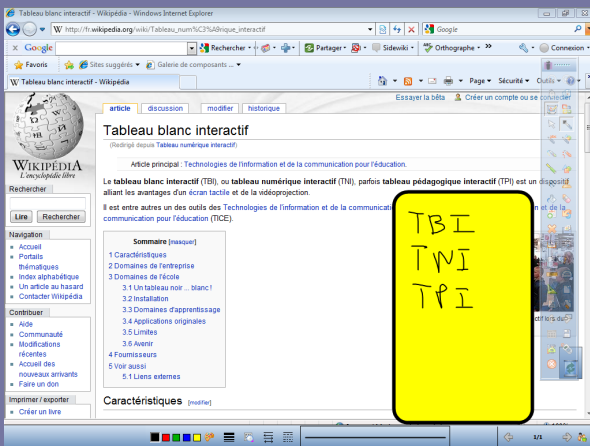 Tableau blanc interactif - Wikipédia - Windows Internet Explorer
W http://fr.wikipedia.org/wiki/Tableau_num%C3%A9rique_interactif
Google
x Google Rechercher Partager Sidewiki Orthographe » Connexion
Favoris Sites suggérés Galerie de composants ...
W Tableau blanc interactif - Wikipédia
Page Sécurité Outils
Essayer la bêta Créer un compte ou se connecter
article discussion modifier historique
Tableau blanc interactif
(Redirigé depuis Tableau numérique interactif)
Article principal : Technologies de l'information et de la communication pour l'éducation.
Le tableau blanc interactif (TBI), ou tableau numérique interactif (TNI), parfois tableau pédagogique interactif (TPI) est un dispositif
alliant les avantages d'un écran tactile et de la vidéoprojection.
Il est entre autres un des outils des Technologies de l'information et de la
communication pour l'éducation (TICE).
Sommaire [masquer]
1 Caractéristiques
2 Domaines de l'entreprise
3 Domaines de l'école
3.1 Un tableau noir ... blanc !
3.2 Installation
3.3 Domaines d'apprentissage
3.4 Applications originales
3.5 Limites
3.6 Avenir
4 Fournisseurs
5 Voir aussi
5.1 Liens externes
Caractéristiques [modifier]
WIKIPÉDIA
L'encyclopédie libre
Rechercher
Lire Rechercher
Navigation
Accueil
Portails
thématiques
Index alphabétique
Un article au hasard
Contacter Wikipédia
Contribuer
Aide
Communauté
Modifications
récentes
Accueil des
nouveaux arrivants
Faire un don
Imprimer / exporter
Créer un livre
TBI
TNI
TPI
1/1